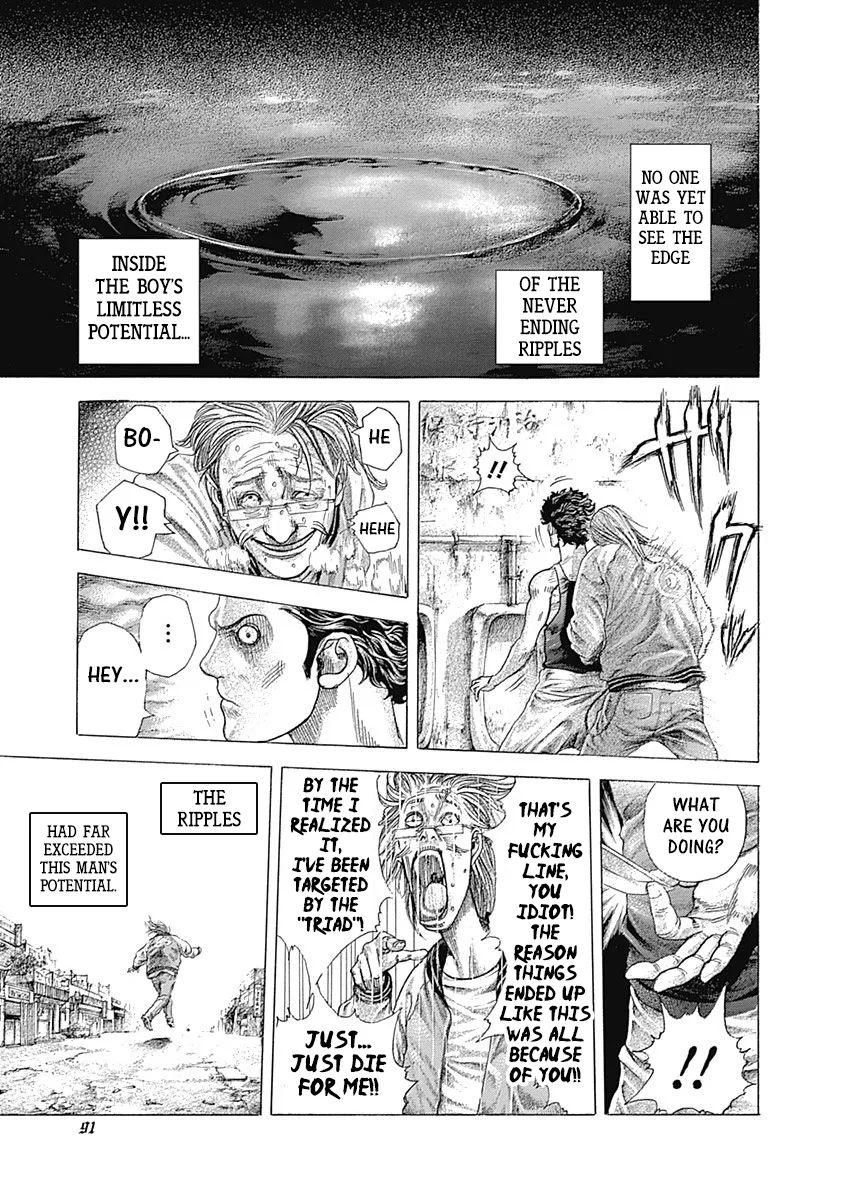 NO ONE
WAS YET
ABLE TO
SEE THE
EDGE
OF THE
NEVER
ENDING
RIPPLES
INSIDE
THE BOY'S
LIMITLESS
POTENTIAL...
!!
HE
HEHE
BO-
Y!!
...
HEY...
WHAT
ARE YOU
DOING?
!!
THAT'S
MY
FUCKING
LINE,
YOU
IDIOT!
THE
REASON
THINGS
ENDED UP
LIKE THIS
WAS ALL
BECAUSE
OF YOU!!
BY THE
TIME I
REALIZED
IT,
I'VE BEEN
TARGETED
BY THE
"TRIAD"!
JUST...
JUST DIE
FOR ME!!
THE
RIPPLES
HAD FAR
EXCEEDED
THIS MAN'S
POTENTIAL.
91